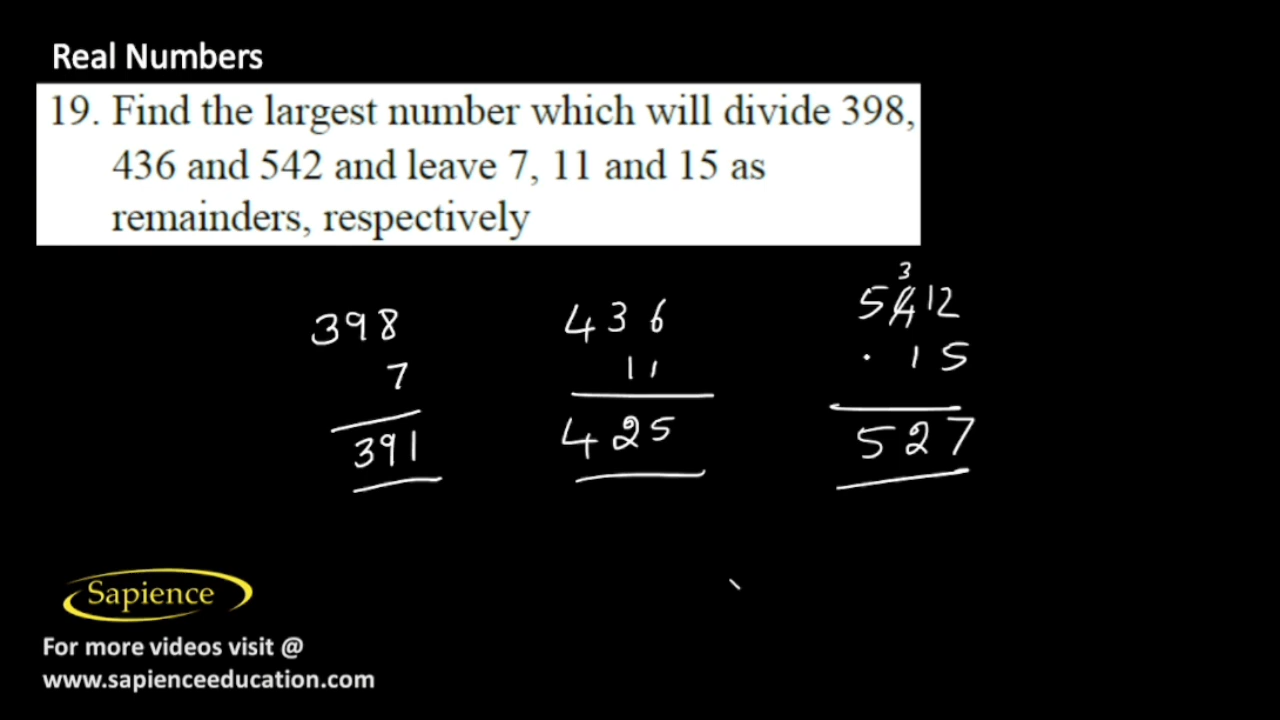 Real Numbers
19. Find the largest number which will divide 398,
436 and 542 and leave 7, 11 and 15 as
remainders, respectively
3
398 436 5412
7 11 15
391 425 527
Sapience
For more videos visit @
www.sapienceeducation.com